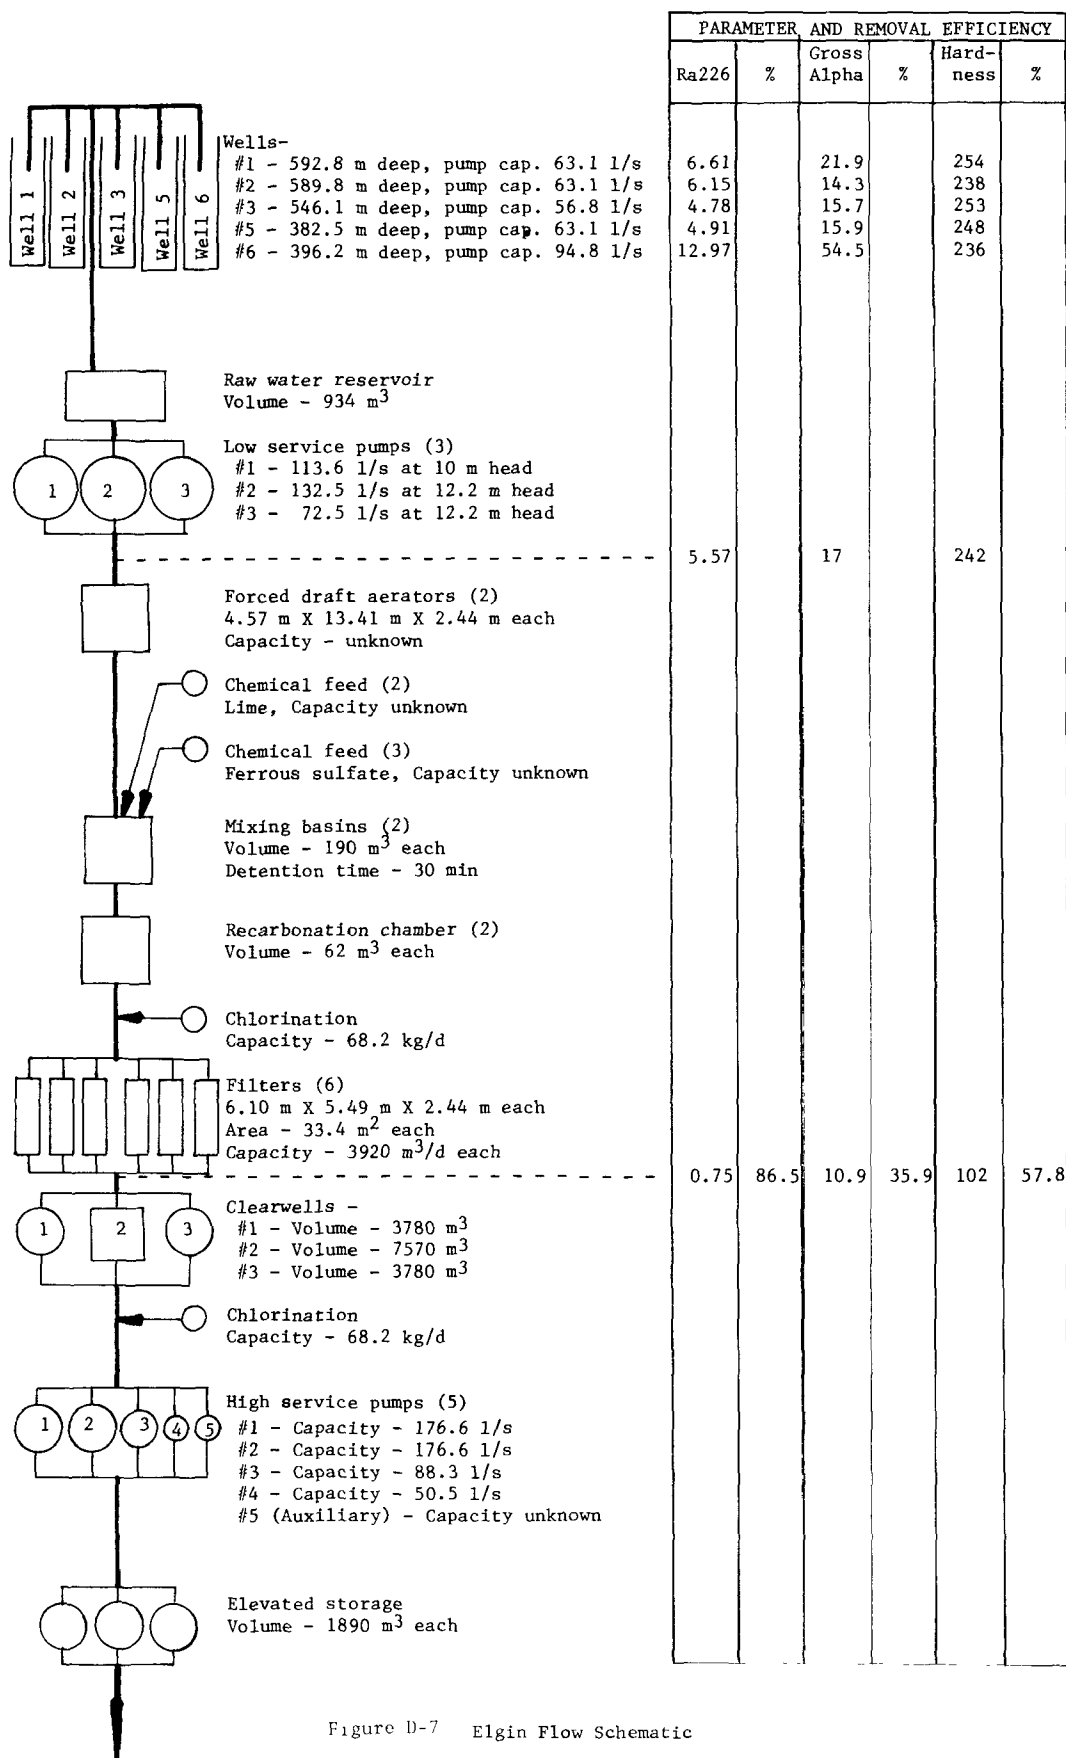 PARAMETER AND REMOVAL EFFICIENCY
Ra226 % Gross Alpha % Hard-ness %
Well 1
Well 2
Well 3
Well 5
Well 6
Wells-
#1 - 592.8 m deep, pump cap. 63.1 l/s 6.61 21.9 254
#2 - 589.8 m deep, pump cap. 63.1 l/s 6.15 14.3 238
#3 - 546.1 m deep, pump cap. 56.8 l/s 4.78 15.7 253
#5 - 382.5 m deep, pump cap. 63.1 l/s 4.91 15.9 248
#6 - 396.2 m deep, pump cap. 94.8 l/s 12.97 54.5 236
Raw water reservoir
Volume - 934 m³
Low service pumps (3)
#1 - 113.6 l/s at 10 m head
#2 - 132.5 l/s at 12.2 m head
#3 - 72.5 l/s at 12.2 m head
1 2 3
5.57 17 242
Forced draft aerators (2)
4.57 m X 13.41 m X 2.44 m each
Capacity - unknown
Chemical feed (2)
Lime, Capacity unknown
Chemical feed (3)
Ferrous sulfate, Capacity unknown
Mixing basins (2)
Volume - 190 m³ each
Detention time - 30 min
Recarbonation chamber (2)
Volume - 62 m³ each
Chlorination
Capacity - 68.2 kg/d
Filters (6)
6.10 m X 5.49 m X 2.44 m each
Area - 33.4 m² each
Capacity - 3920 m³/d each
0.75 86.5 10.9 35.9 102 57.8
Clearwells -
#1 - Volume - 3780 m³
#2 - Volume - 7570 m³
#3 - Volume - 3780 m³
1 2 3
Chlorination
Capacity - 68.2 kg/d
High service pumps (5)
#1 - Capacity - 176.6 l/s
#2 - Capacity - 176.6 l/s
#3 - Capacity - 88.3 l/s
#4 - Capacity - 50.5 l/s
#5 (Auxiliary) - Capacity unknown
1 2 3 4 5
Elevated storage
Volume - 1890 m³ each
Figure D-7 Elgin Flow Schematic